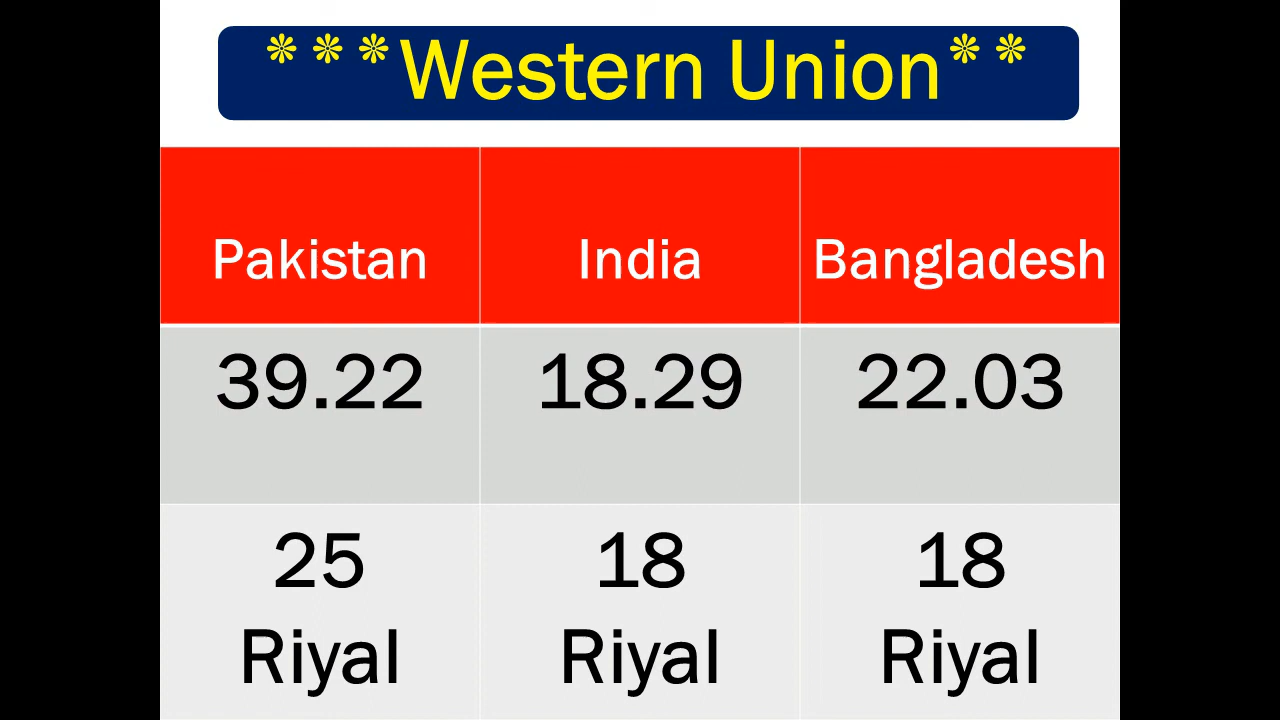 ***Western Union**
Pakistan India Bangladesh
39.22 18.29 22.03
25 18 18
Riyal Riyal Riyal